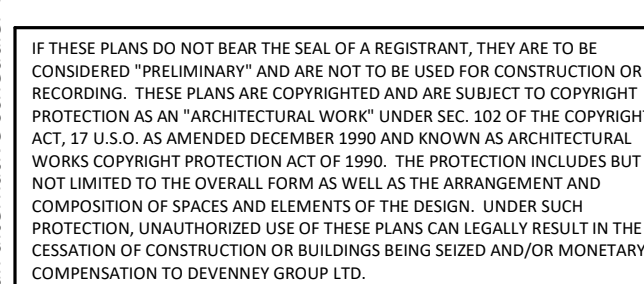 IF THESE PLANS DO NOT BEAR THE SEAL OF A REGISTRANT, THEY ARE TO BE
CONSIDERED "PRELIMINARY" AND ARE NOT TO BE USED FOR CONSTRUCTION OR
RECORDING. THESE PLANS ARE COPYRIGHTED AND ARE SUBJECT TO COPYRIGHT
PROTECTION AS AN "ARCHITECTURAL WORK" UNDER SEC. 102 OF THE COPYRIGHT
ACT, 17 U.S.O. AS AMENDED DECEMBER 1990 AND KNOWN AS ARCHITECTURAL
WORKS COPYRIGHT PROTECTION ACT OF 1990. THE PROTECTION INCLUDES BUT
NOT LIMITED TO THE OVERALL FORM AS WELL AS THE ARRANGEMENT AND
COMPOSITION OF SPACES AND ELEMENTS OF THE DESIGN. UNDER SUCH
PROTECTION, UNAUTHORIZED USE OF THESE PLANS CAN LEGALLY RESULT IN THE
CESSATION OF CONSTRUCTION OR BUILDINGS BEING SEIZED AND/OR MONETARY
COMPENSATION TO DEVENNEY GROUP LTD.